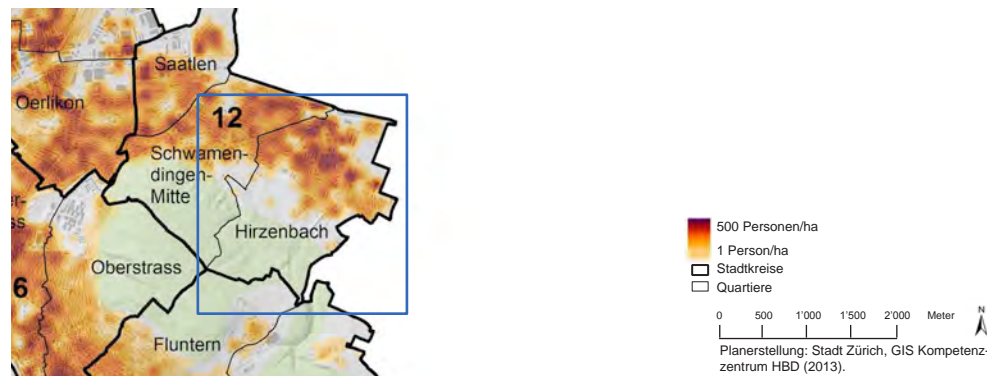 Saatlen
Oerlikon
12
Schwamen-
dingen-
Mitte
Hirzenbach
Oberstrass
6
Fluntern
500 Personen/ha
1 Person/ha
Stadtkreise
Quartiere
0 500 1'000 1'500 2'000 Meter
N
Planerstellung: Stadt Zürich, GIS Kompetenz-
zentrum HBD (2013).